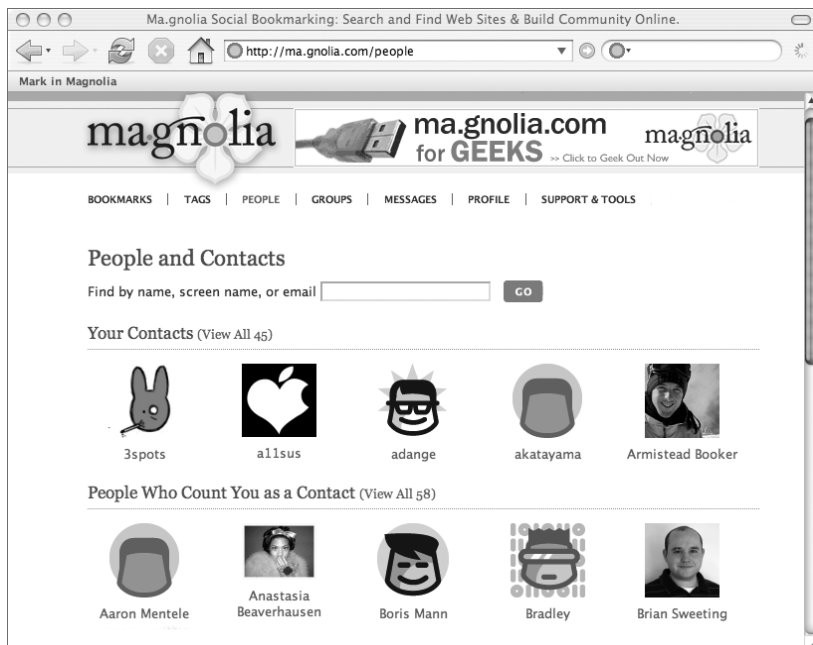 Ma.gnolia Social Bookmarking: Search and Find Web Sites & Build Community Online.
http://ma.gnolia.com/people
Mark in Magnolia
ma.gnolia
ma.gnolia.com
for GEEKS >> Click to Geek Out Now
ma.gnolia
BOOKMARKS | TAGS | PEOPLE | GROUPS | MESSAGES | PROFILE | SUPPORT & TOOLS
People and Contacts
Find by name, screen name, or email GO
Your Contacts (View All 45)
3spots a11sus adange akatayama Armistead Booker
People Who Count You as a Contact (View All 58)
Aaron Mentele Anastasia Beaverhausen Boris Mann Bradley Brian Sweeting